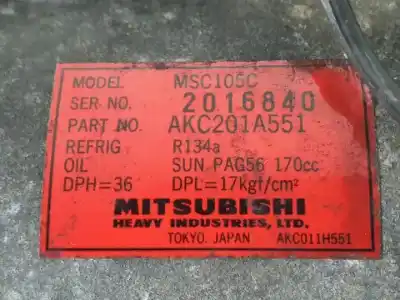 MODEL MSC105C
SER NO. 2016840
PART NO. AKC201A551
REFRIG R134a
OIL SUN PAG56 170cc
DPH=36 DPL=17kgf/cm²
MITSUBISHI
HEAVY INDUSTRIES, LTD.
TOKYO. JAPAN AKC011H551